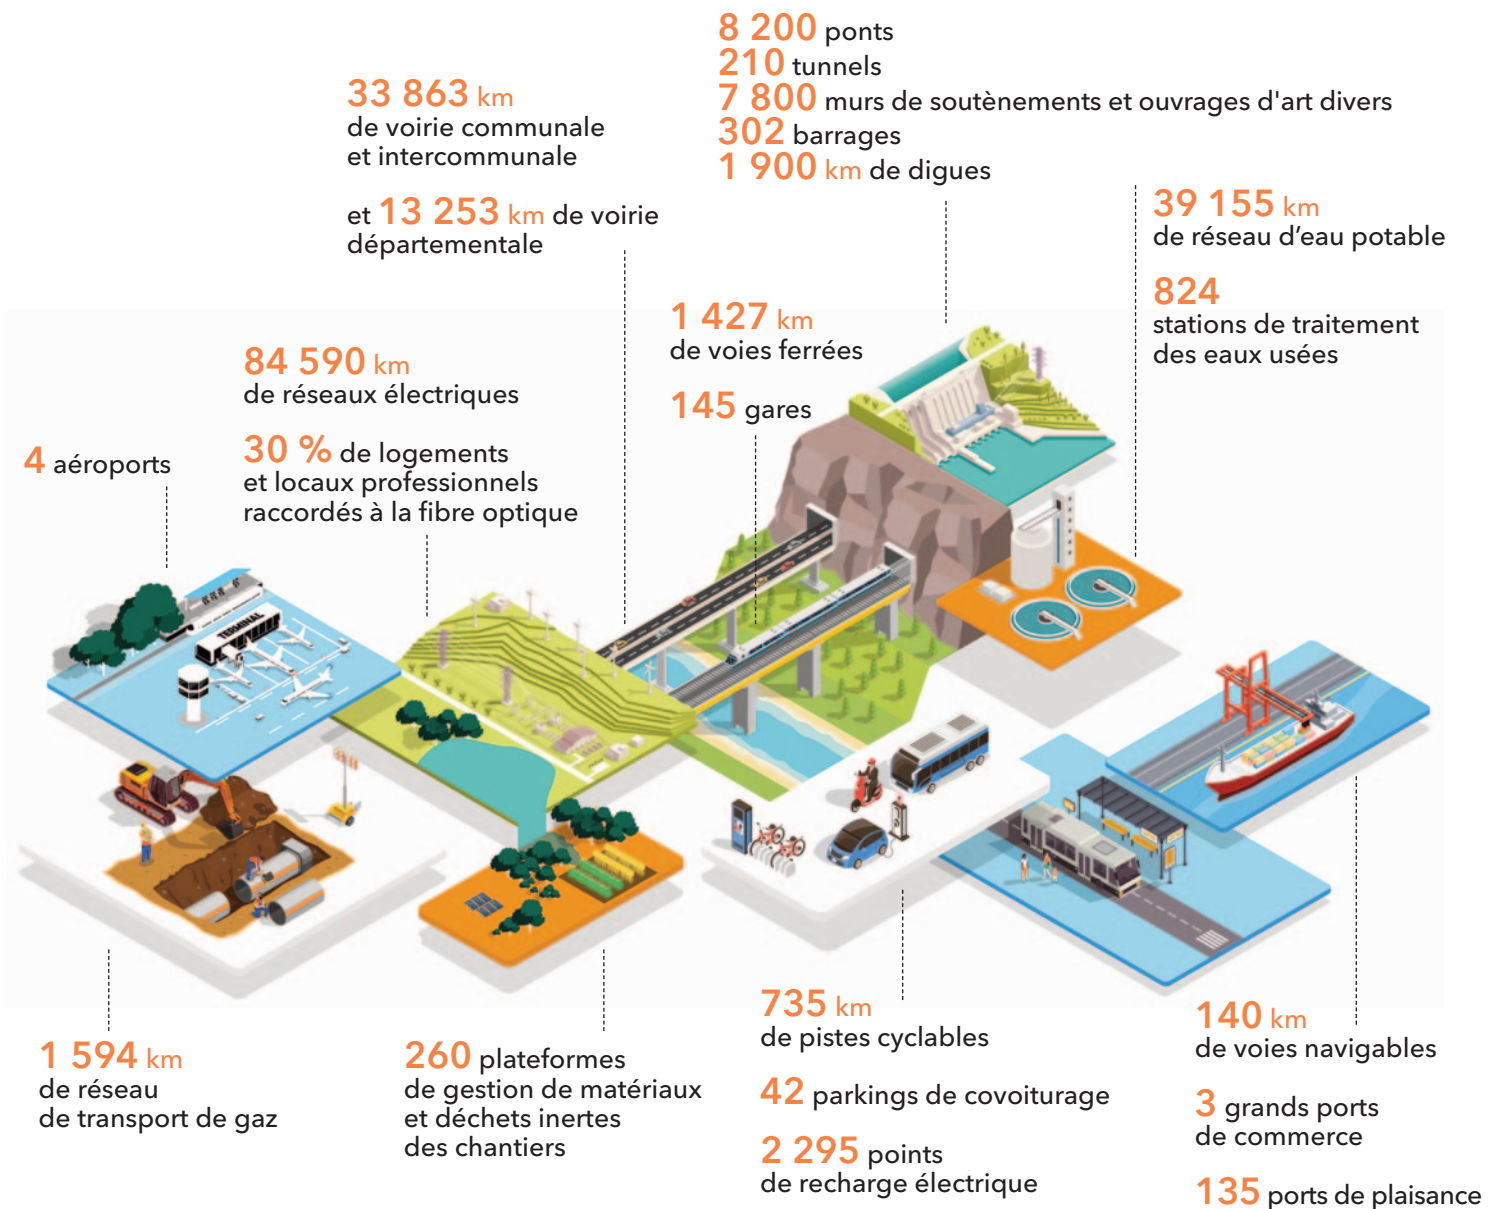 8 200 ponts
210 tunnels
7 800 murs de soutènements et ouvrages d'art divers
302 barrages
1 900 km de digues
33 863 km
de voirie communale
et intercommunale
et 13 253 km de voirie
départementale
39 155 km
de réseau d’eau potable
824
stations de traitement
des eaux usées
1 427 km
de voies ferrées
145 gares
84 590 km
de réseaux électriques
30 % de logements
et locaux professionnels
raccordés à la fibre optique
4 aéroports
TERMINAL
1 594 km
de réseau
de transport de gaz
260 plateformes
de gestion de matériaux
et déchets inertes
des chantiers
735 km
de pistes cyclables
42 parkings de covoiturage
2 295 points
de recharge électrique
140 km
de voies navigables
3 grands ports
de commerce
135 ports de plaisance